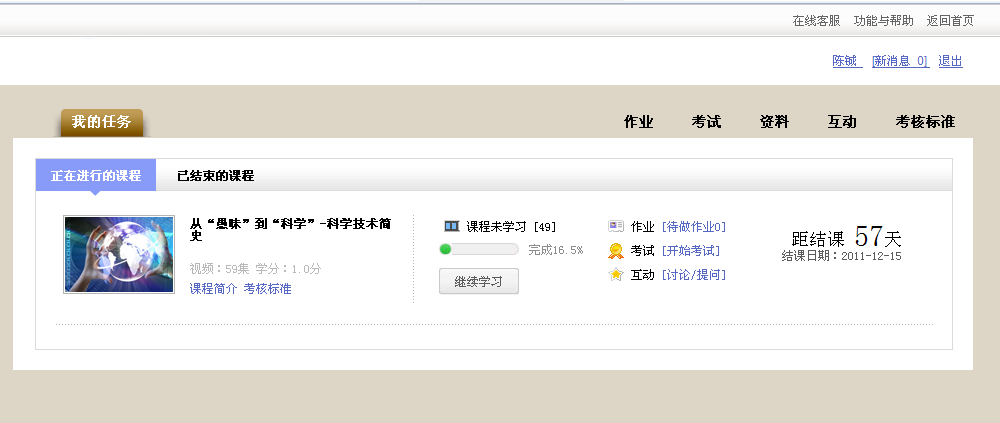 在线客服 功能与帮助 返回首页
陈铖 [新消息 0] 退出
我的任务 作业 考试 资料 互动 考核标准
正在进行的课程 已结束的课程
从“愚昧”到“科学”-科学技术简
史
视频：59集 学分：1.0分
课程简介 考核标准
课程未学习 [49]
完成16.5%
继续学习
作业 [待做作业0]
考试 [开始考试]
互动 [讨论/提问]
距结课 57天
结课日期：2011-12-15